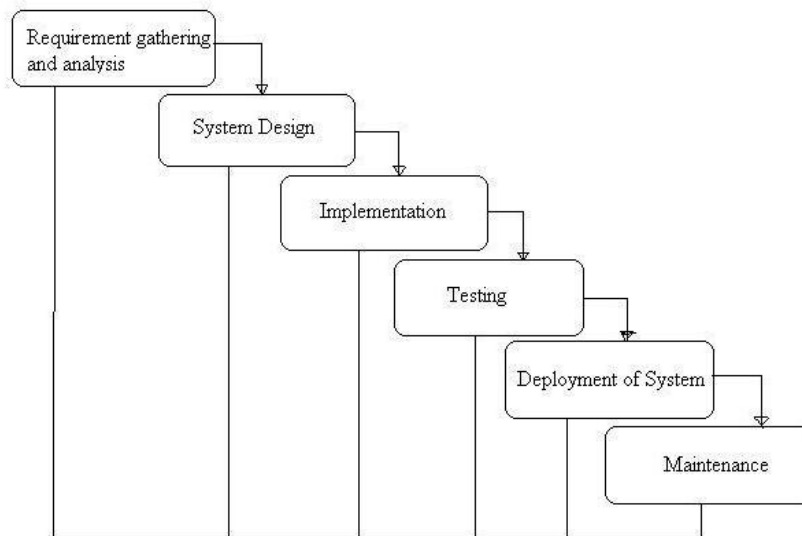 Requirement gathering
and analysis
System Design
Implementation
Testing
Deployment of System
Maintenance